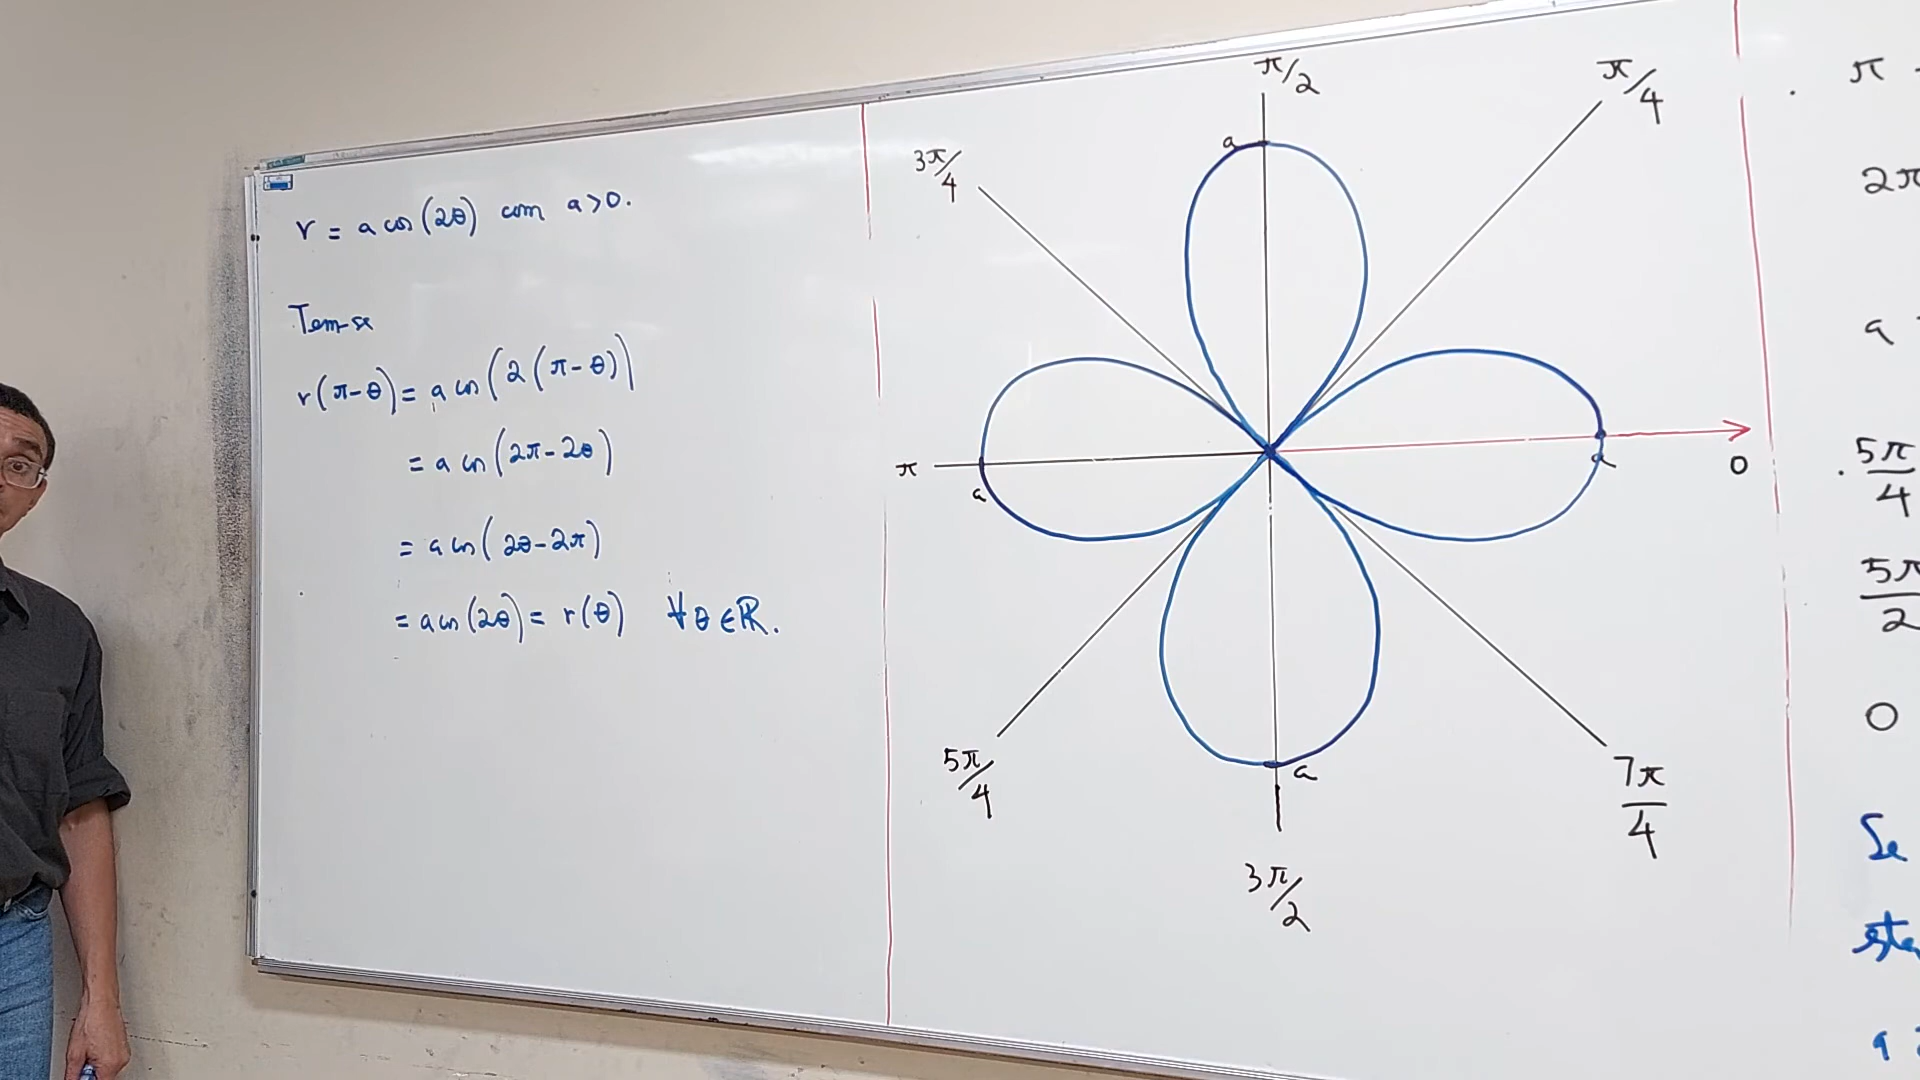 r = a cos(2θ) com a>0.
Tem-se
r(π-θ) = a cos(2(π-θ))
= a cos(2π-2θ)
= a cos(2θ-2π)
= a cos(2θ) = r(θ) ∀ θ ∈ ℝ.
π/2
π/4
3π/4
a
π
a
a
0
5π/4
a
7π/4
3π/2
π
2π
a
5π/4
5π/2
0
Se
a